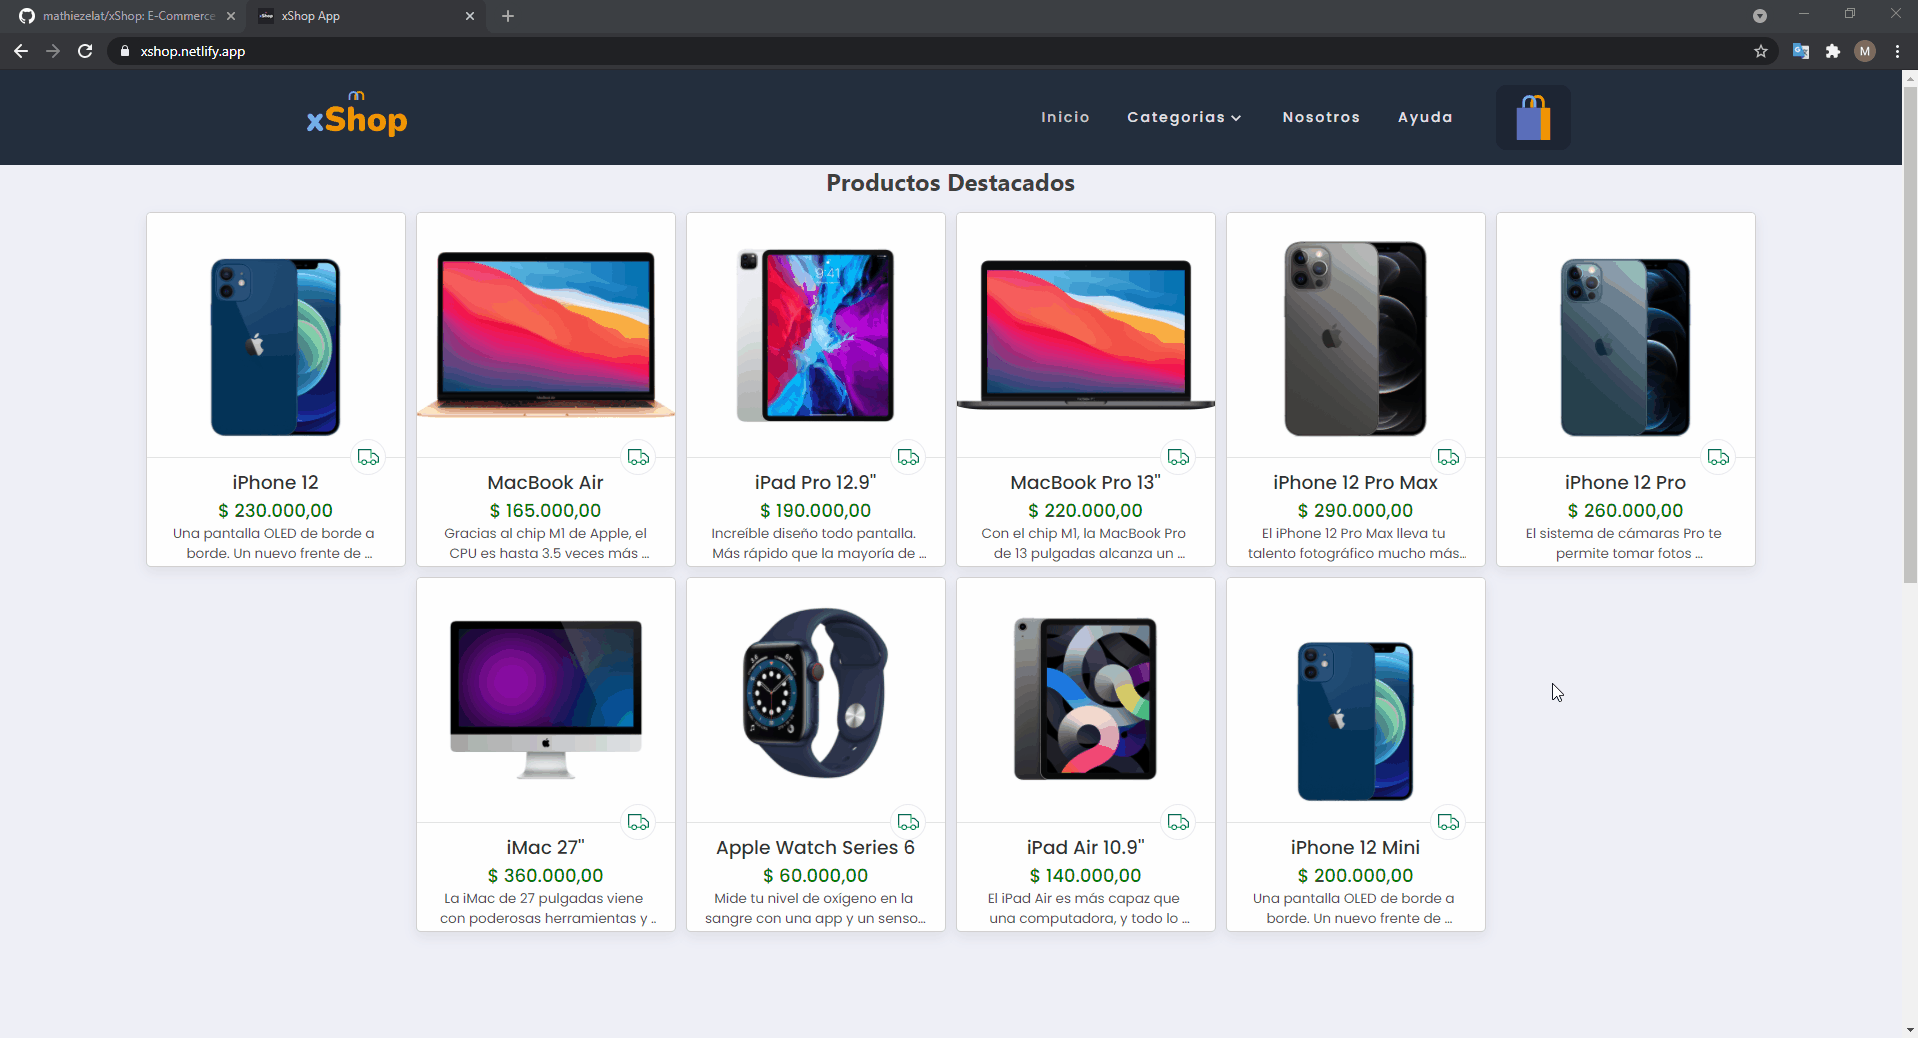 mathiezelat/xShop: E-Commerce
xShop App
xshop.netlify.app
M
xShop
Inicio
Categorias
Nosotros
Ayuda
Productos Destacados
9:41
iPhone 12
$ 230.000,00
Una pantalla OLED de borde a
borde. Un nuevo frente de ...
MacBook Air
$ 165.000,00
Gracias al chip M1 de Apple, el
CPU es hasta 3.5 veces más ...
iPad Pro 12.9"
$ 190.000,00
Increíble diseño todo pantalla.
Más rápido que la mayoría de ...
MacBook Pro 13"
$ 220.000,00
Con el chip M1, la MacBook Pro
de 13 pulgadas alcanza un ...
iPhone 12 Pro Max
$ 290.000,00
El iPhone 12 Pro Max lleva tu
talento fotográfico mucho más...
iPhone 12 Pro
$ 260.000,00
El sistema de cámaras Pro te
permite tomar fotos ...
iMac 27"
$ 360.000,00
La iMac de 27 pulgadas viene
con poderosas herramientas y ..
Apple Watch Series 6
$ 60.000,00
Mide tu nivel de oxígeno en la
sangre con una app y un senso...
iPad Air 10.9"
$ 140.000,00
El iPad Air es más capaz que
una computadora, y todo lo ...
iPhone 12 Mini
$ 200.000,00
Una pantalla OLED de borde a
borde. Un nuevo frente de ...